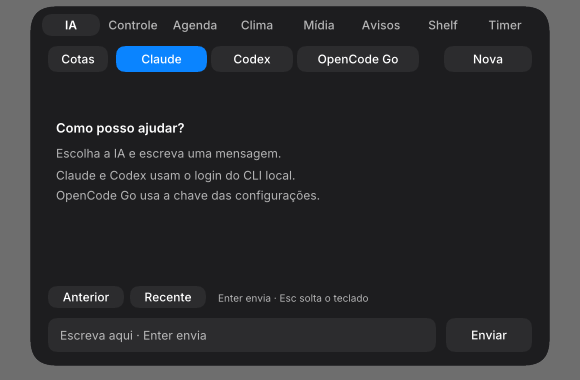 IA Controle Agenda Clima Mídia Avisos Shelf Timer
Cotas Claude Codex OpenCode Go Nova
Como posso ajudar?
Escolha a IA e escreva uma mensagem.
Claude e Codex usam o login do CLI local.
OpenCode Go usa a chave das configurações.
Anterior Recente Enter envia · Esc solta o teclado
Escreva aqui · Enter envia Enviar